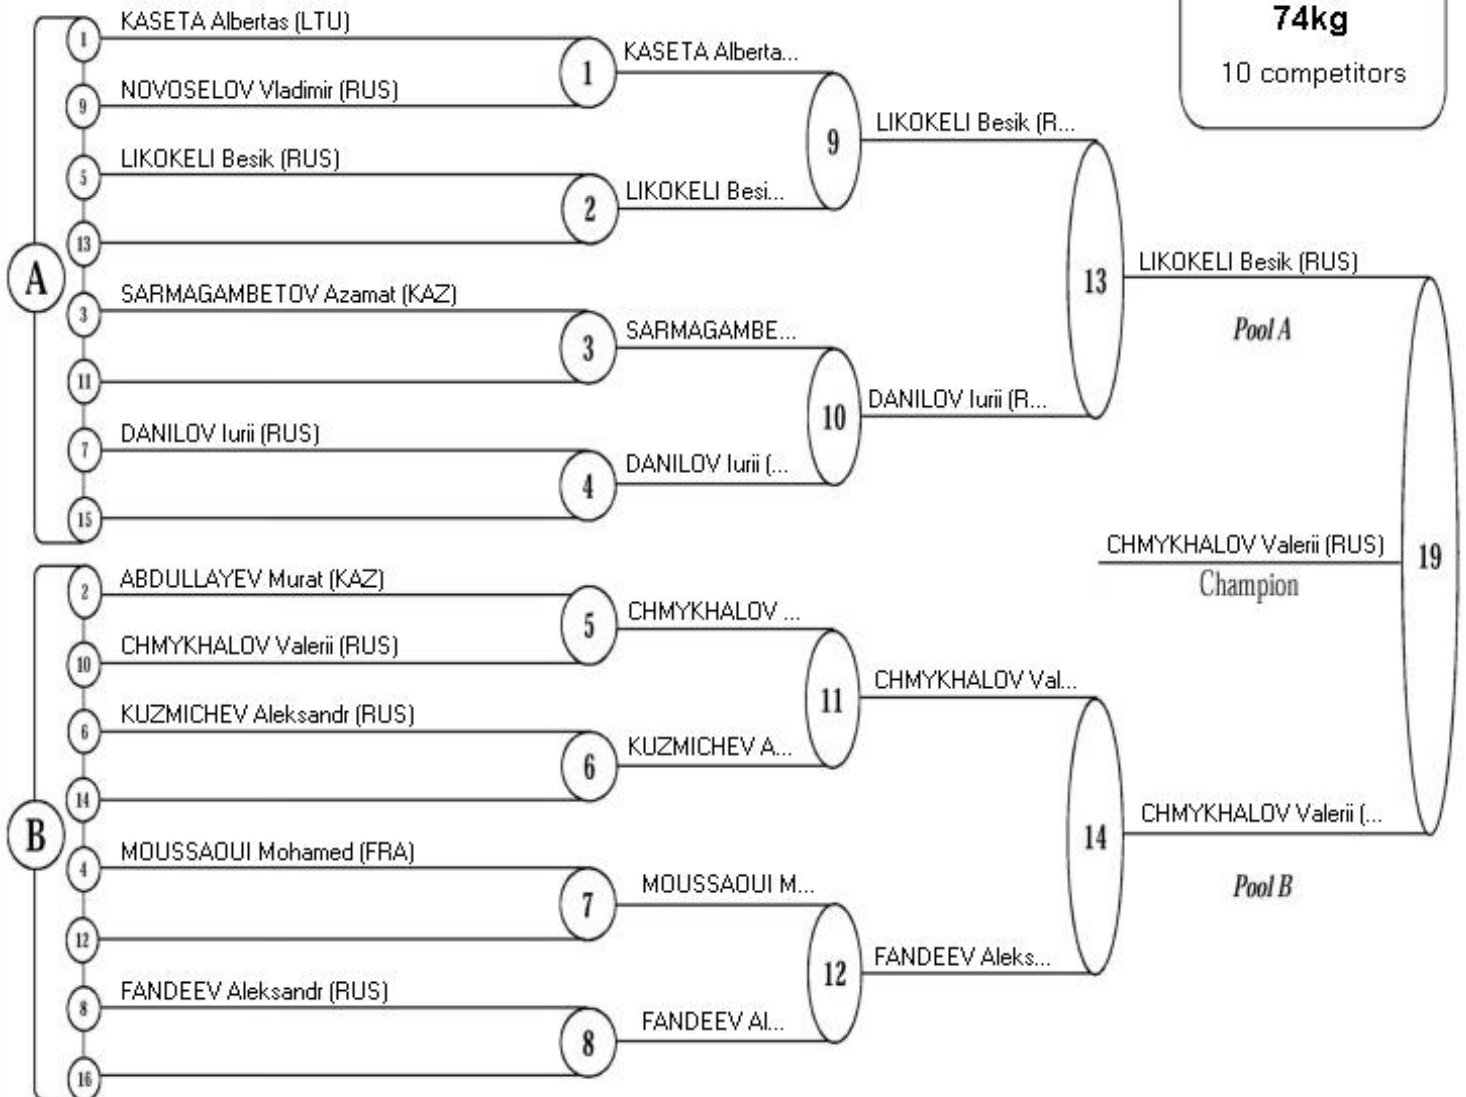 74kg
10 competitors
A
1
KASETA Albertas (LTU)
9
NOVOSELOV Vladimir (RUS)
5
LIKOKELI Besik (RUS)
13
3
SARMAGAMBETOV Azamat (KAZ)
11
7
DANILOV Iurii (RUS)
15
1
KASETA Alberta...
2
LIKOKELI Besi...
3
SARMAGAMBE...
4
DANILOV Iurii (...
9
LIKOKELI Besik (R...
10
DANILOV Iurii (R...
13
LIKOKELI Besik (RUS)
Pool A
B
2
ABDULLAYEV Murat (KAZ)
10
CHMYKHALOV Valerii (RUS)
6
KUZMICHEV Aleksandr (RUS)
14
4
MOUSSAOUI Mohamed (FRA)
12
8
FANDEEV Aleksandr (RUS)
16
5
CHMYKHALOV ...
6
KUZMICHEV A...
7
MOUSSAOUI M...
8
FANDEEV Al...
11
CHMYKHALOV Val...
12
FANDEEV Aleks...
14
CHMYKHALOV Valerii (...
Pool B
19
CHMYKHALOV Valerii (RUS)
Champion